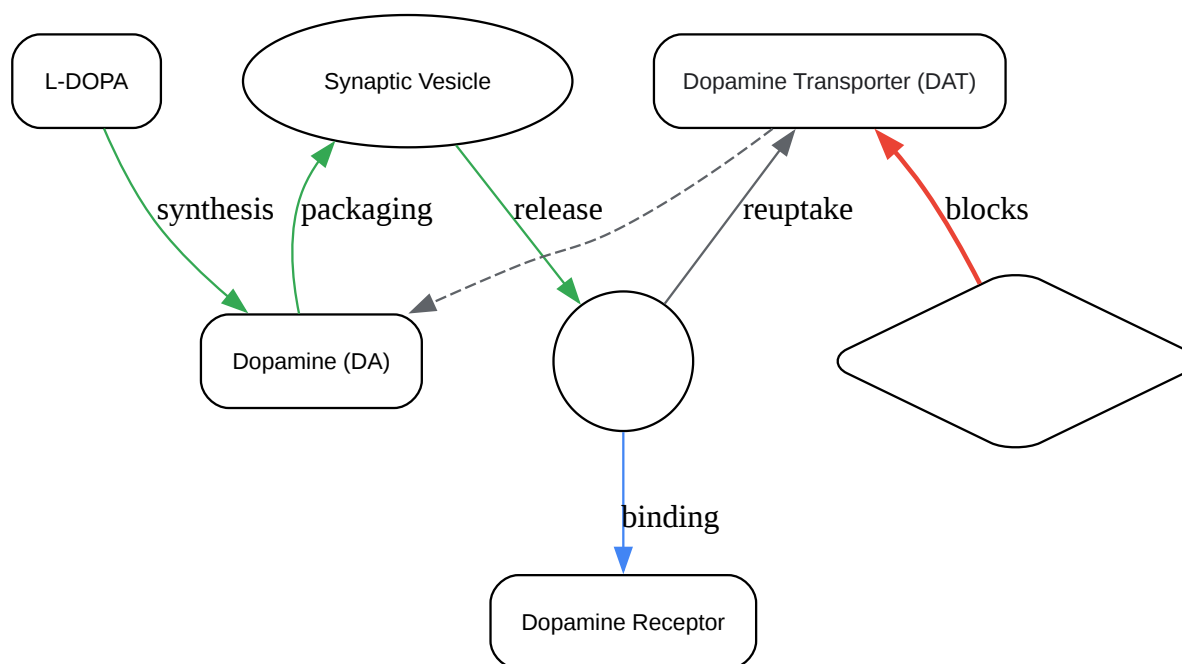 L-DOPA
Synaptic Vesicle
Dopamine Transporter (DAT)
synthesis
packaging
release
reuptake
blocks
Dopamine (DA)
binding
Dopamine Receptor